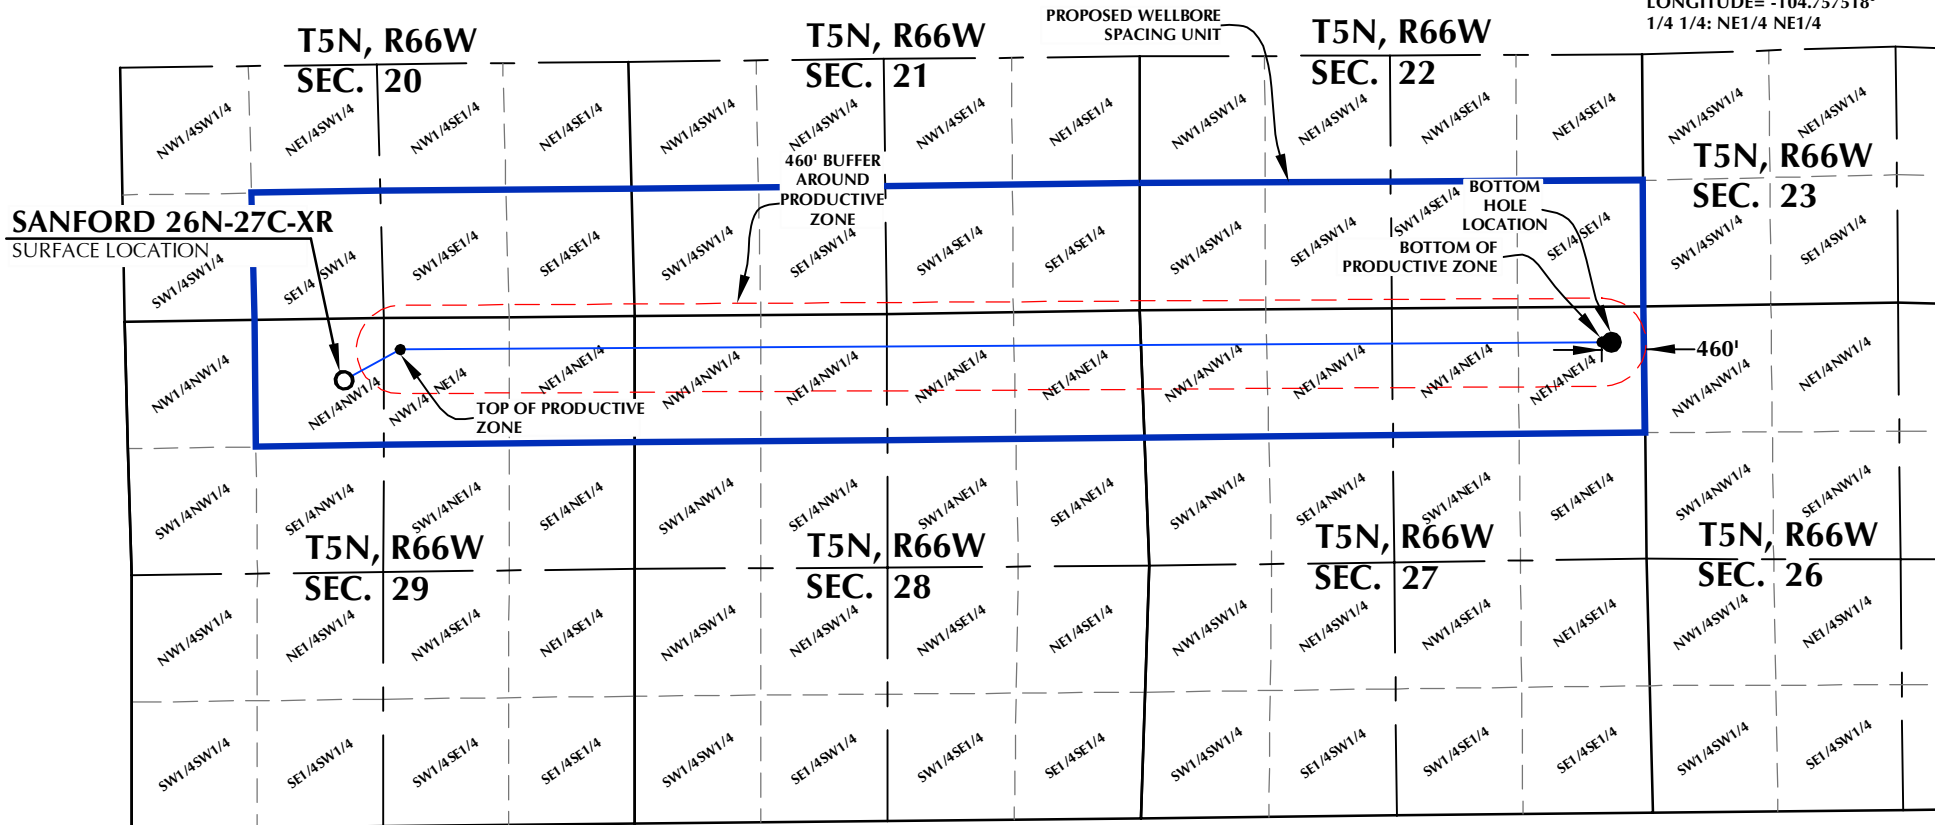 LONGITUDE= -104.757518°
1/4 1/4: NE1/4 NE1/4
PROPOSED WELLBORE
SPACING UNIT
T5N, R66W
SEC. 20
T5N, R66W
SEC. 21
T5N, R66W
SEC. 22
NW1/4SW1/4
NE1/4SW1/4
NW1/4SE1/4
NE1/4SE1/4
NW1/4SW1/4
NE1/4SW1/4
NW1/4SE1/4
NE1/4SE1/4
NW1/4SW1/4
NE1/4SW1/4
NW1/4SE1/4
NE1/4SE1/4
NW1/4SW1/4
NE1/4SW1/4
T5N, R66W
SEC. 23
460' BUFFER
AROUND
PRODUCTIVE
ZONE
BOTTOM
HOLE
LOCATION
BOTTOM OF
PRODUCTIVE ZONE
SANFORD 26N-27C-XR
SURFACE LOCATION
SW1/4SW1/4
SE1/4 SW1/4
SW1/4SE1/4
SE1/4SE1/4
SW1/4SW1/4
SE1/4SW1/4
SW1/4SE1/4
SE1/4SE1/4
SW1/4SW1/4
SE1/4SW1/4
SW1/4SE1/4
SE1/4SE1/4
SW1/4SW1/4
SE1/4SW1/4
460'
NW1/4NW1/4
NE1/4NW1/4
NW1/4 NE1/4
NE1/4NE1/4
NW1/4NW1/4
NE1/4NW1/4
NW1/4NE1/4
NE1/4NE1/4
NW1/4NW1/4
NE1/4NW1/4
NW1/4NE1/4
NE1/4NE1/4
NW1/4NW1/4
NE1/4NW1/4
TOP OF PRODUCTIVE
ZONE
SW1/4NW1/4
SE1/4NW1/4
SW1/4NE1/4
SE1/4NE1/4
SW1/4NW1/4
SE1/4NW1/4
SW1/4NE1/4
SE1/4NE1/4
SW1/4NW1/4
SE1/4NW1/4
SW1/4NE1/4
SE1/4NE1/4
SW1/4NW1/4
SE1/4NW1/4
T5N, R66W
SEC. 29
T5N, R66W
SEC. 28
T5N, R66W
SEC. 27
T5N, R66W
SEC. 26
NW1/4SW1/4
NE1/4SW1/4
NW1/4SE1/4
NE1/4SE1/4
NW1/4SW1/4
NE1/4SW1/4
NW1/4SE1/4
NE1/4SE1/4
NW1/4SW1/4
NE1/4SW1/4
NW1/4SE1/4
NE1/4SE1/4
NW1/4SW1/4
NE1/4SW1/4
SW1/4SW1/4
SE1/4SW1/4
SW1/4SE1/4
SE1/4SE1/4
SW1/4SW1/4
SE1/4SW1/4
SW1/4SE1/4
SE1/4SE1/4
SW1/4SW1/4
SE1/4SW1/4
SW1/4SE1/4
SE1/4SE1/4
SW1/4SW1/4
SE1/4SW1/4